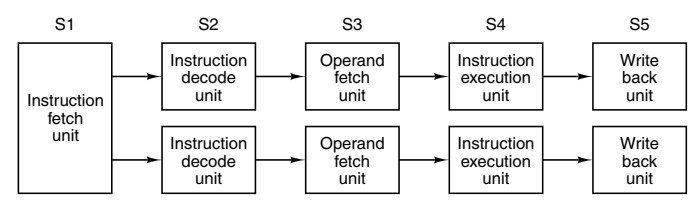 S1 S2 S3 S4 S5
Instruction
fetch
unit
Instruction
decode
unit
Operand
fetch
unit
Instruction
execution
unit
Write
back
unit
Instruction
decode
unit
Operand
fetch
unit
Instruction
execution
unit
Write
back
unit